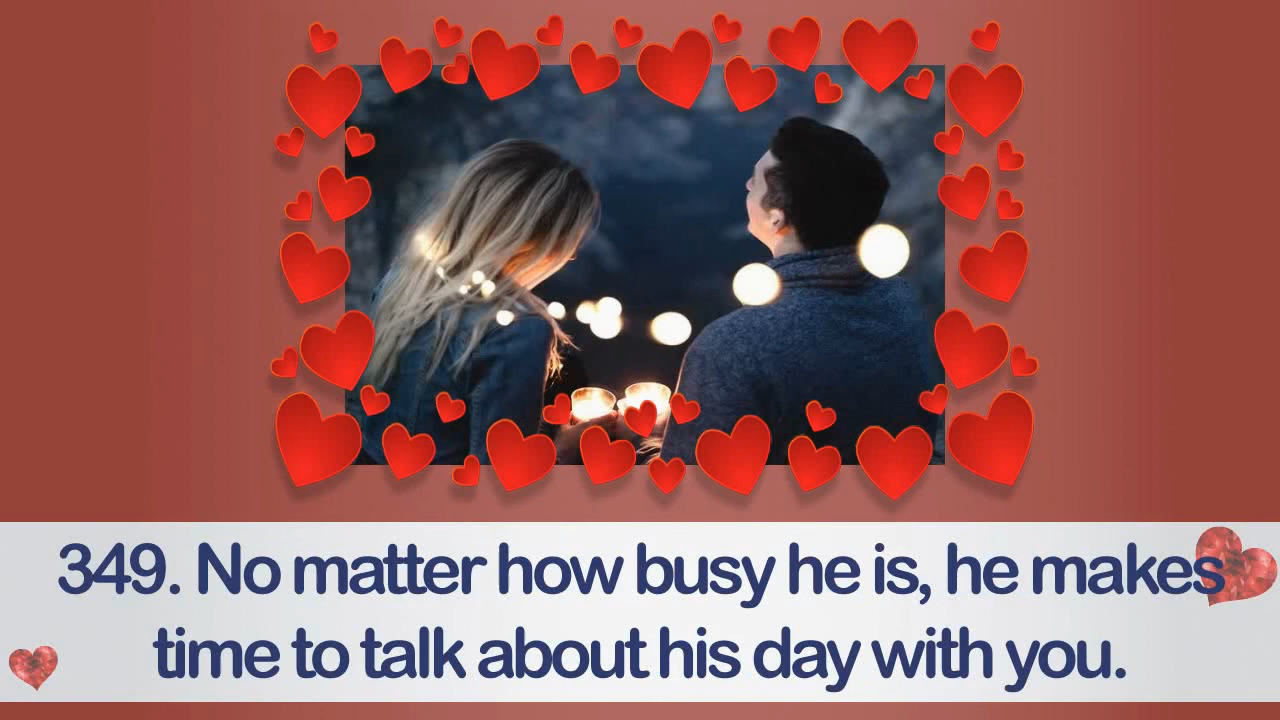 349. No matter how busy he is, he makes
time to talk about his day with you.